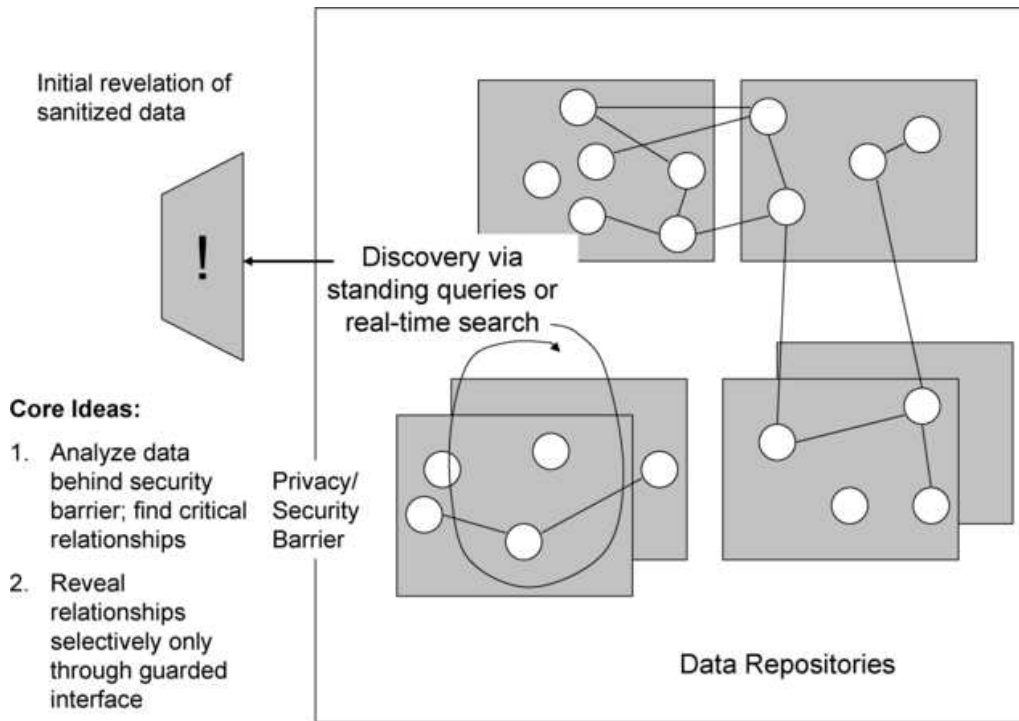 Initial revelation of
sanitized data
!
Discovery via
standing queries or
real-time search
Core Ideas:
1. Analyze data
behind security
barrier; find critical
relationships
2. Reveal
relationships
selectively only
through guarded
interface
Privacy/
Security
Barrier
Data Repositories